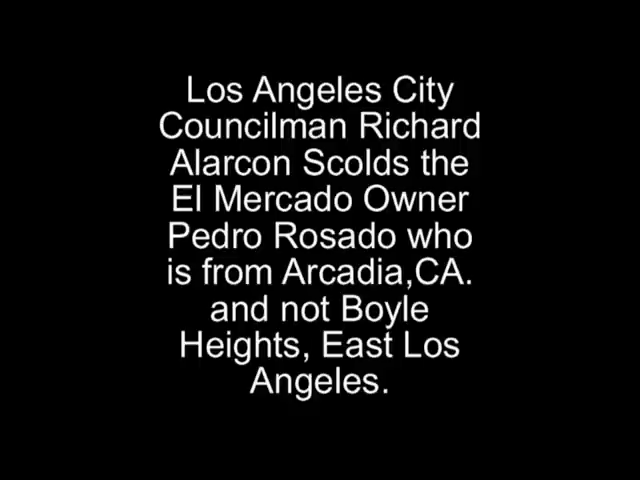 Los Angeles City
Councilman Richard
Alarcon Scolds the
El Mercado Owner
Pedro Rosado who
is from Arcadia,CA.
and not Boyle
Heights, East Los
Angeles.